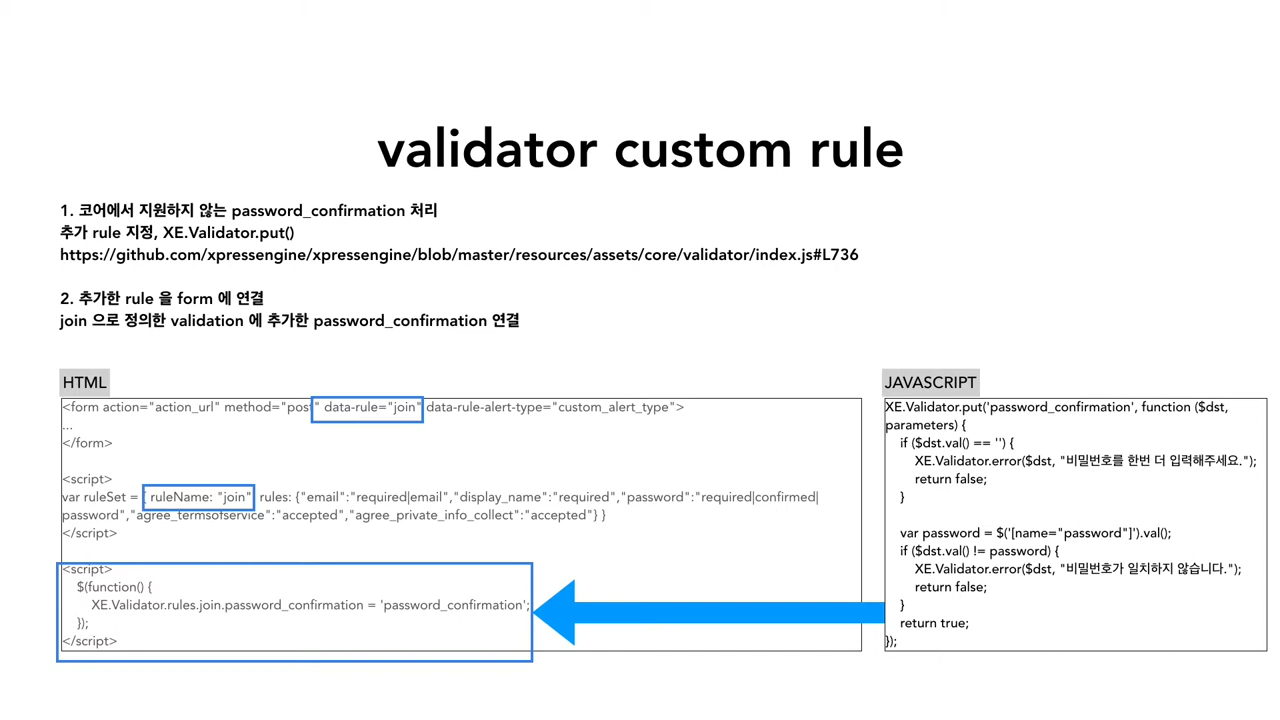 validator custom rule
1. 코어에서 지원하지 않는 password_confirmation 처리
추가 rule 지정, XE.Validator.put()
https://github.com/xpressengine/xpressengine/blob/master/resources/assets/core/validator/index.js#L736
2. 추가한 rule 을 form 에 연결
join 으로 정의한 validation 에 추가한 password_confirmation 연결
HTML
<form action="action_url" method="post" data-rule="join" data-rule-alert-type="custom_alert_type">
...
</form>
<script>
var ruleSet = { ruleName: "join", rules: {"email":"required|email","display_name":"required","password":"required|confirmed|
password","agree_termsofservice":"accepted","agree_private_info_collect":"accepted"} }
</script>
<script>
$(function() {
XE.Validator.rules.join.password_confirmation = 'password_confirmation';
});
</script>
JAVASCRIPT
XE.Validator.put('password_confirmation', function ($dst,
parameters) {
if ($dst.val() == '') {
XE.Validator.error($dst, "비밀번호를 한번 더 입력해주세요.");
return false;
}
var password = $('[name="password"]').val();
if ($dst.val() != password) {
XE.Validator.error($dst, "비밀번호가 일치하지 않습니다.");
return false;
}
return true;
});